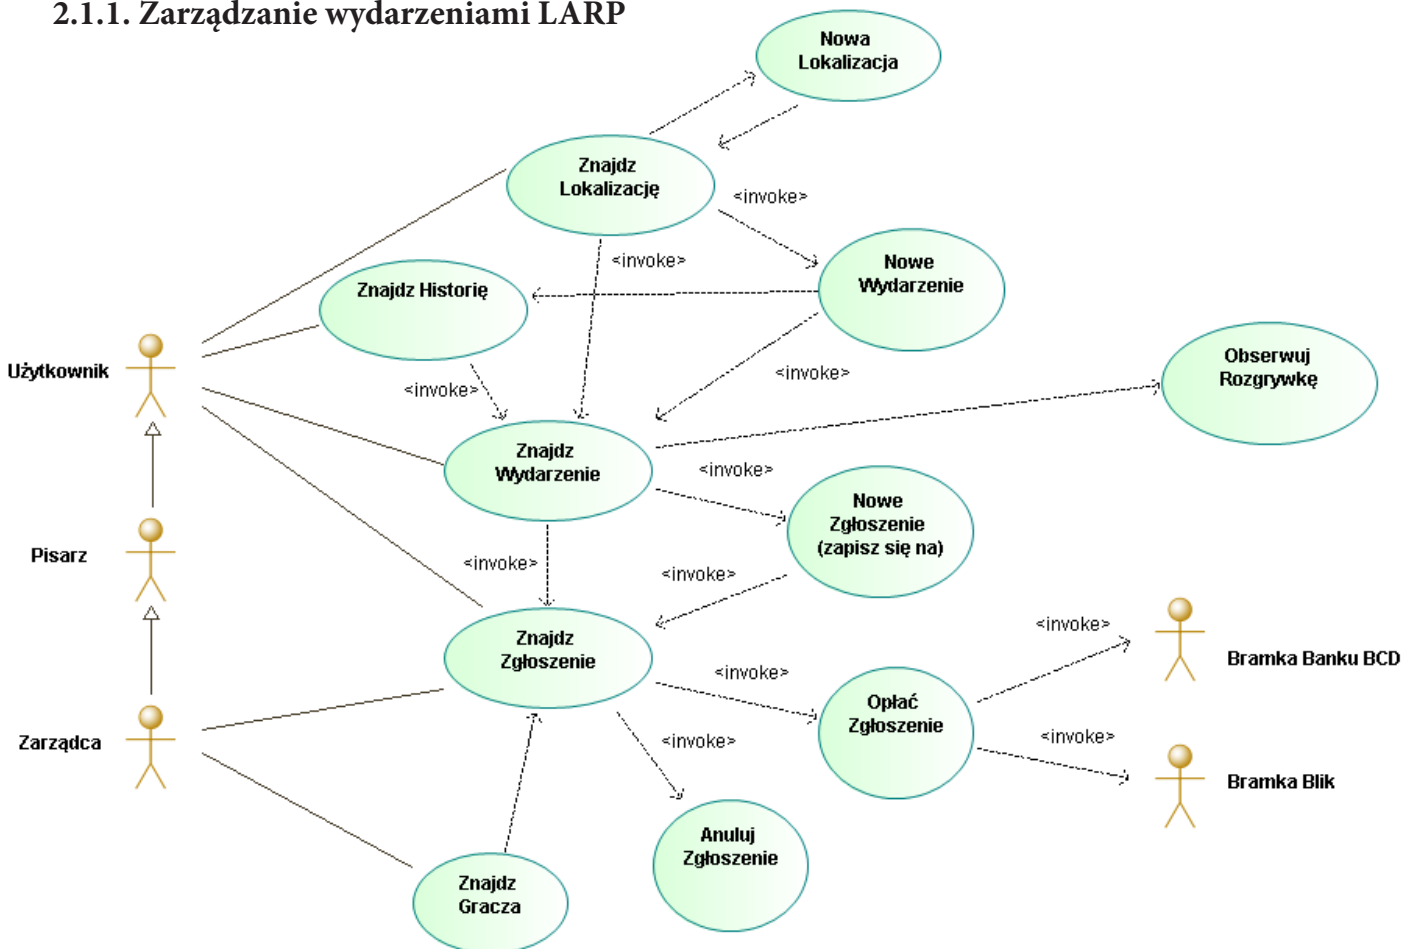 2.1.1. Zarządzanie wydarzeniami LARP
Nowa
Lokalizacja
Znajdz
Lokalizację
<invoke>
<invoke>
Nowe
Wydarzenie
Znajdz Historię
Obserwuj
Rozgrywkę
Użytkownik
<invoke>
<invoke>
Znajdz
Wydarzenie
<invoke>
Nowe
Zgłoszenie
(zapisz się na)
Pisarz
<invoke>
<invoke>
<invoke>
Znajdz
Zgłoszenie
Bramka Banku BCD
<invoke>
Opłać
Zgłoszenie
Zarządca
<invoke>
<invoke>
Bramka Blik
Anuluj
Zgłoszenie
Znajdz
Gracza